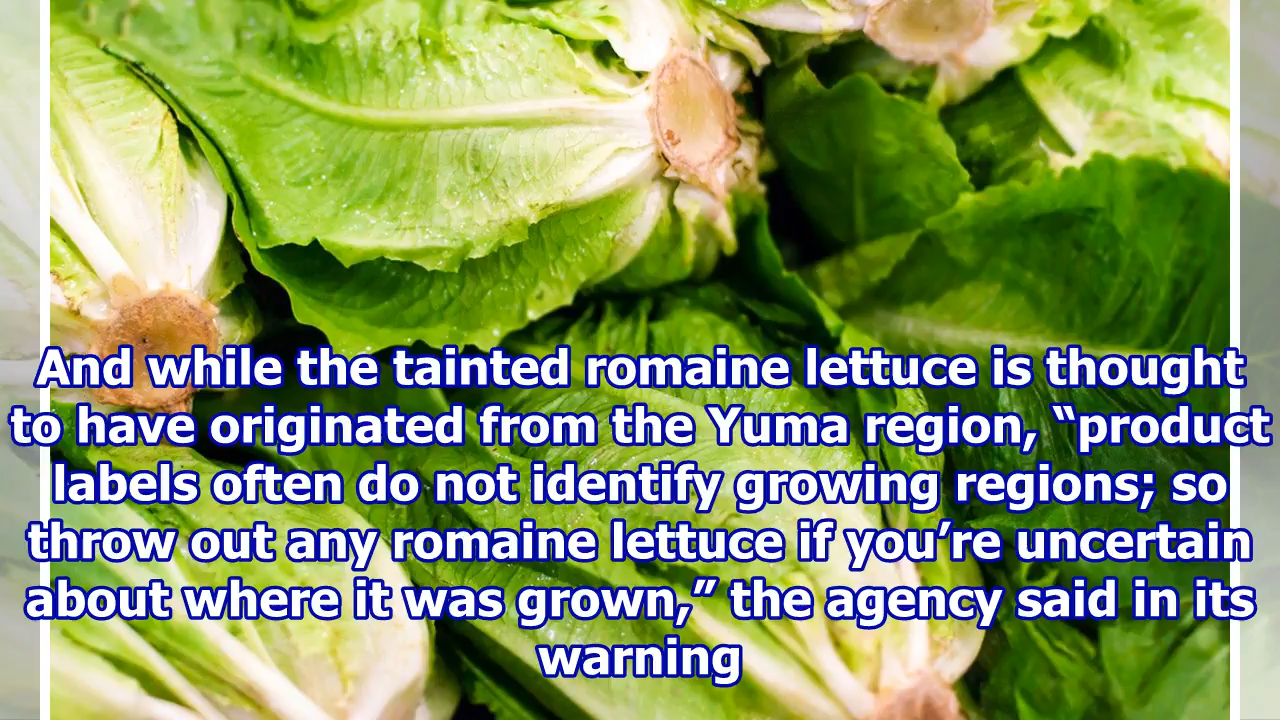 And while the tainted romaine lettuce is thought
to have originated from the Yuma region, “product
labels often do not identify growing regions; so
throw out any romaine lettuce if you’re uncertain
about where it was grown,” the agency said in its
warning